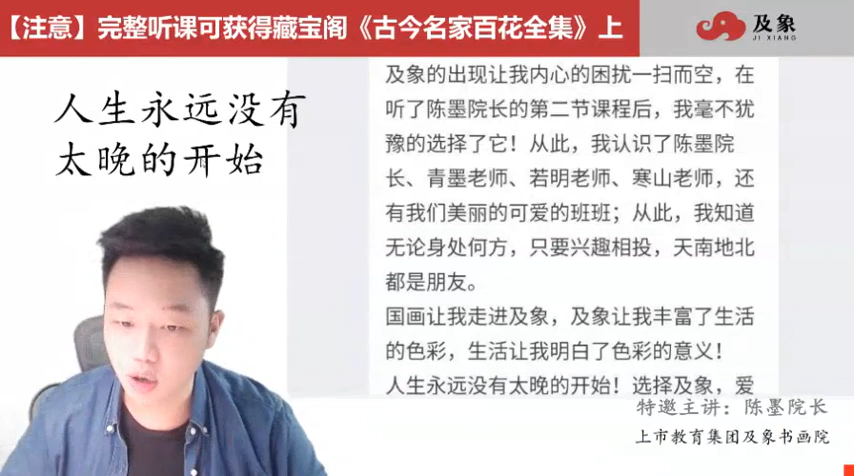 【注意】完整听课可获得藏宝阁《古今名家百花全集》上
及象
JI XIANG
人生永远没有
太晚的开始
及象的出现让我内心的困扰一扫而空，在
听了陈墨院长的第二节课程后，我毫不犹
豫的选择了它！从此，我认识了陈墨院
长、青墨老师、若明老师、寒山老师，还
有我们美丽的可爱的班班；从此，我知道
无论身处何方，只要兴趣相投，天南地北
都是朋友。
国画让我走进及象，及象让我丰富了生活
的色彩，生活让我明白了色彩的意义！
人生永远没有太晚的开始！选择及象，爱
特邀主讲：陈墨院长
上市教育集团及象书画院